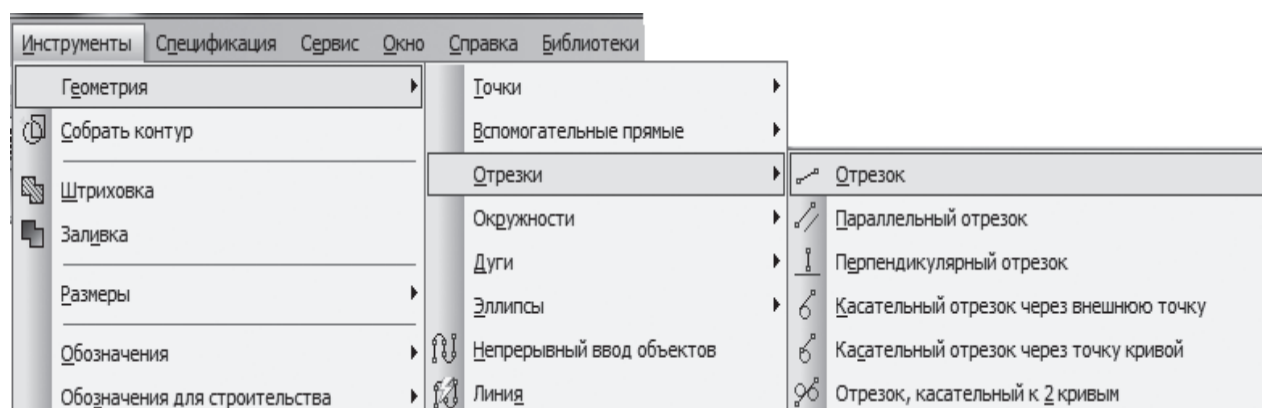 Инструменты Спецификация Сервис Окно Справка Библиотеки
Геометрия
Собрать контур
Штриховка
Заливка
Размеры
Обозначения
Обозначения для строительства
Точки
Вспомогательные прямые
Отрезки
Окружности
Дуги
Эллипсы
Непрерывный ввод объектов
Линия
Отрезок
Параллельный отрезок
Перпендикулярный отрезок
Касательный отрезок через внешнюю точку
Касательный отрезок через точку кривой
Отрезок, касательный к 2 кривым